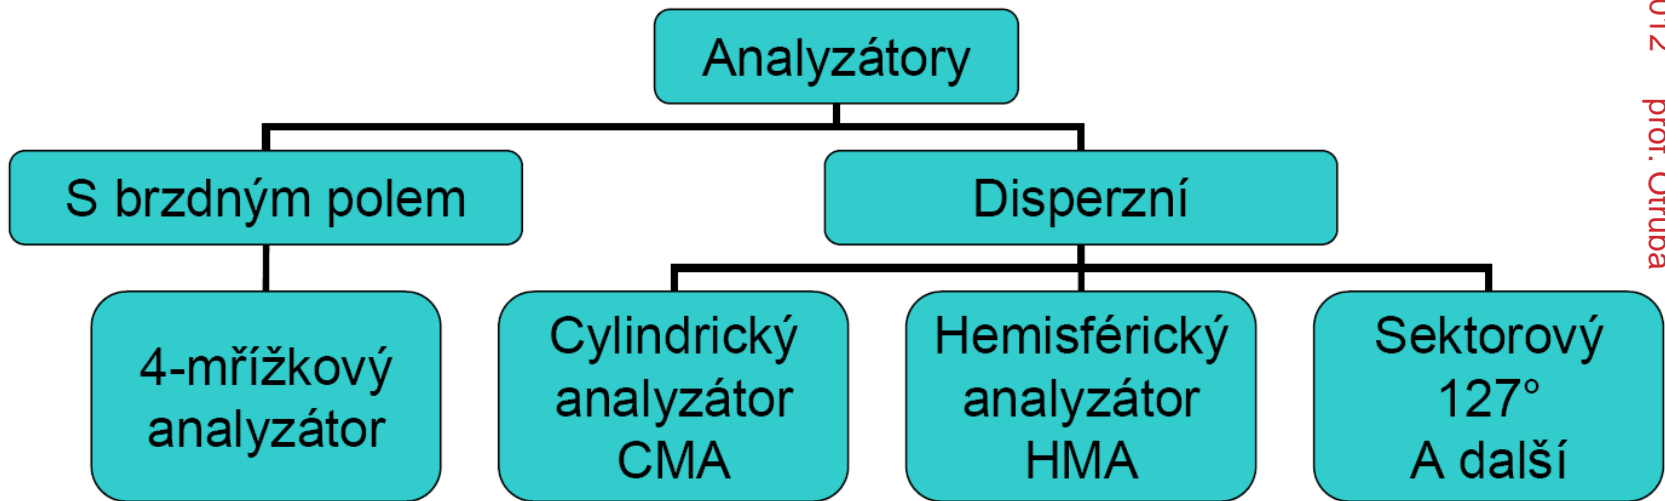 Analyzátory
S brzdným polem
Disperzní
4-mřížkový
analyzátor
Cylindrický
analyzátor
CMA
Hemisférický
analyzátor
HMA
Sektorový
127°
A další
prof. Otruba